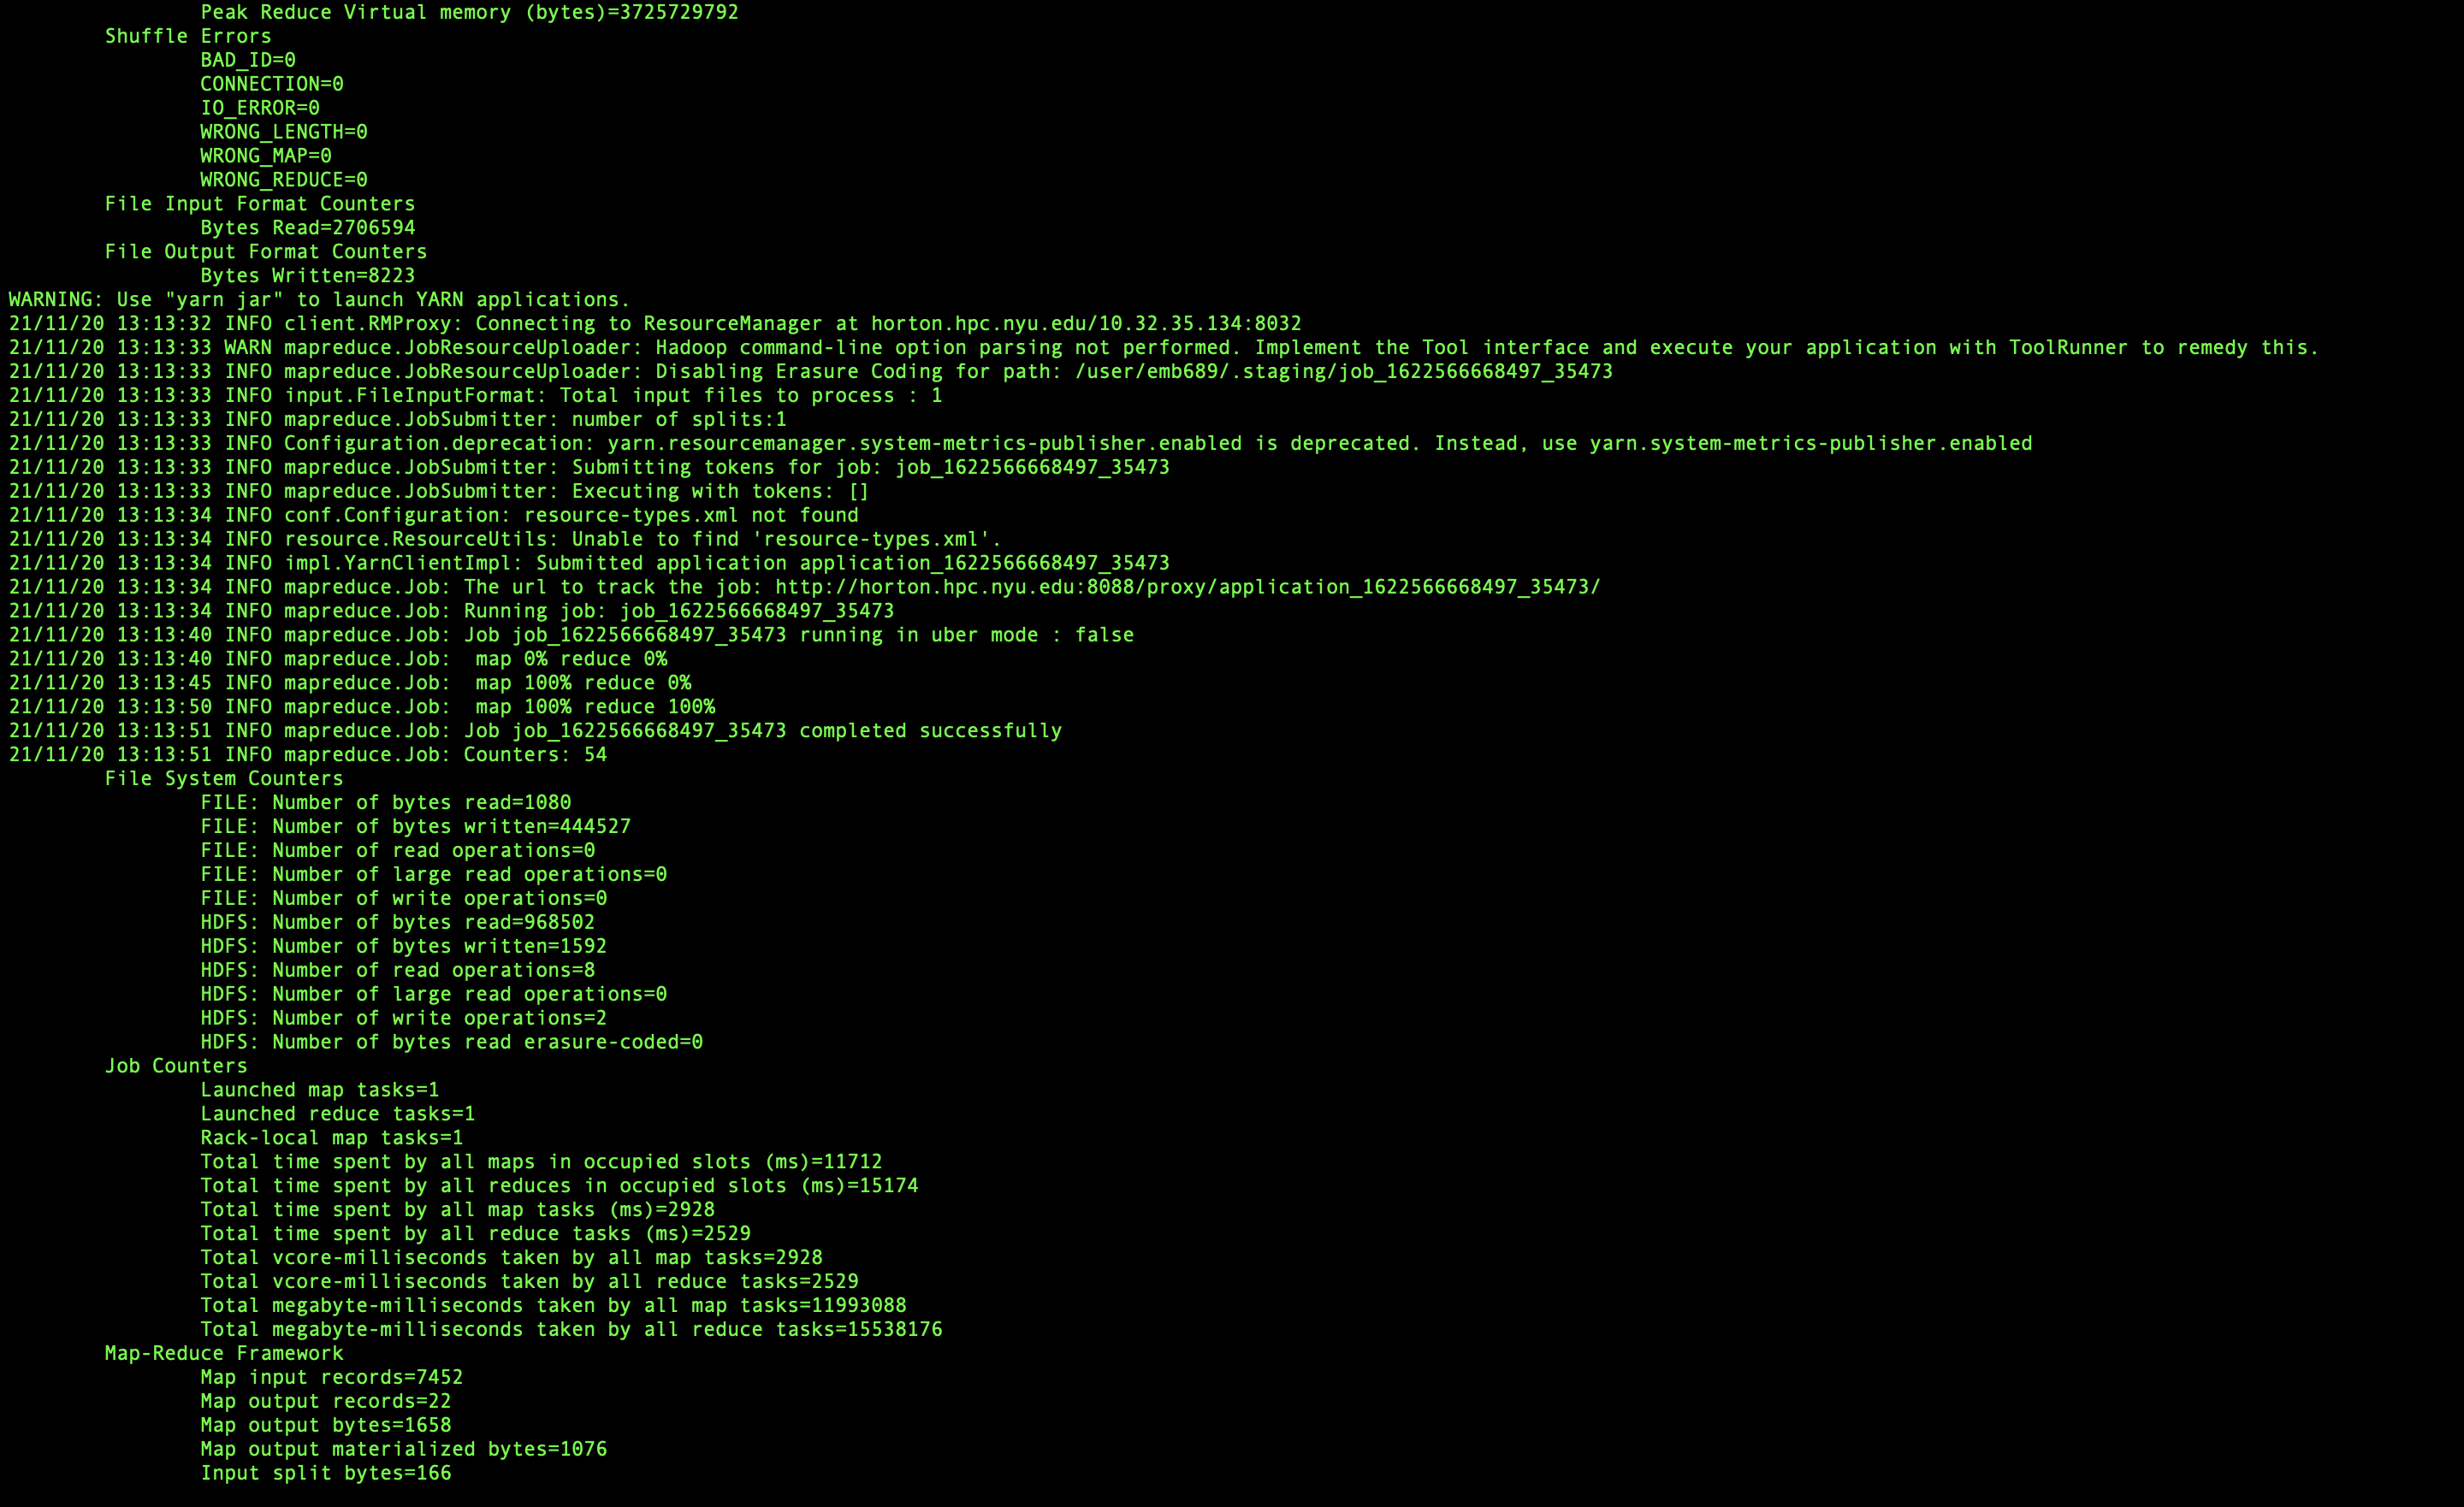 Peak Reduce Virtual memory (bytes)=3725729792
Shuffle Errors
BAD_ID=0
CONNECTION=0
IO_ERROR=0
WRONG_LENGTH=0
WRONG_MAP=0
WRONG_REDUCE=0
File Input Format Counters
Bytes Read=2706594
File Output Format Counters
Bytes Written=8223
WARNING: Use "yarn jar" to launch YARN applications.
21/11/20 13:13:32 INFO client.RMProxy: Connecting to ResourceManager at horton.hpc.nyu.edu/10.32.35.134:8032
21/11/20 13:13:33 WARN mapreduce.JobResourceUploader: Hadoop command-line option parsing not performed. Implement the Tool interface and execute your application with ToolRunner to remedy this.
21/11/20 13:13:33 INFO mapreduce.JobResourceUploader: Disabling Erasure Coding for path: /user/emb689/.staging/job_1622566668497_35473
21/11/20 13:13:33 INFO input.FileInputFormat: Total input files to process : 1
21/11/20 13:13:33 INFO mapreduce.JobSubmitter: number of splits:1
21/11/20 13:13:33 INFO Configuration.deprecation: yarn.resourcemanager.system-metrics-publisher.enabled is deprecated. Instead, use yarn.system-metrics-publisher.enabled
21/11/20 13:13:33 INFO mapreduce.JobSubmitter: Submitting tokens for job: job_1622566668497_35473
21/11/20 13:13:33 INFO mapreduce.JobSubmitter: Executing with tokens: []
21/11/20 13:13:34 INFO conf.Configuration: resource-types.xml not found
21/11/20 13:13:34 INFO resource.ResourceUtils: Unable to find 'resource-types.xml'.
21/11/20 13:13:34 INFO impl.YarnClientImpl: Submitted application application_1622566668497_35473
21/11/20 13:13:34 INFO mapreduce.Job: The url to track the job: http://horton.hpc.nyu.edu:8088/proxy/application_1622566668497_35473/
21/11/20 13:13:34 INFO mapreduce.Job: Running job: job_1622566668497_35473
21/11/20 13:13:40 INFO mapreduce.Job: Job job_1622566668497_35473 running in uber mode : false
21/11/20 13:13:40 INFO mapreduce.Job:  map 0% reduce 0%
21/11/20 13:13:45 INFO mapreduce.Job:  map 100% reduce 0%
21/11/20 13:13:50 INFO mapreduce.Job:  map 100% reduce 100%
21/11/20 13:13:51 INFO mapreduce.Job: Job job_1622566668497_35473 completed successfully
21/11/20 13:13:51 INFO mapreduce.Job: Counters: 54
File System Counters
FILE: Number of bytes read=1080
FILE: Number of bytes written=444527
FILE: Number of read operations=0
FILE: Number of large read operations=0
FILE: Number of write operations=0
HDFS: Number of bytes read=968502
HDFS: Number of bytes written=1592
HDFS: Number of read operations=8
HDFS: Number of large read operations=0
HDFS: Number of write operations=2
HDFS: Number of bytes read erasure-coded=0
Job Counters
Launched map tasks=1
Launched reduce tasks=1
Rack-local map tasks=1
Total time spent by all maps in occupied slots (ms)=11712
Total time spent by all reduces in occupied slots (ms)=15174
Total time spent by all map tasks (ms)=2928
Total time spent by all reduce tasks (ms)=2529
Total vcore-milliseconds taken by all map tasks=2928
Total vcore-milliseconds taken by all reduce tasks=2529
Total megabyte-milliseconds taken by all map tasks=11993088
Total megabyte-milliseconds taken by all reduce tasks=15538176
Map-Reduce Framework
Map input records=7452
Map output records=22
Map output bytes=1658
Map output materialized bytes=1076
Input split bytes=166